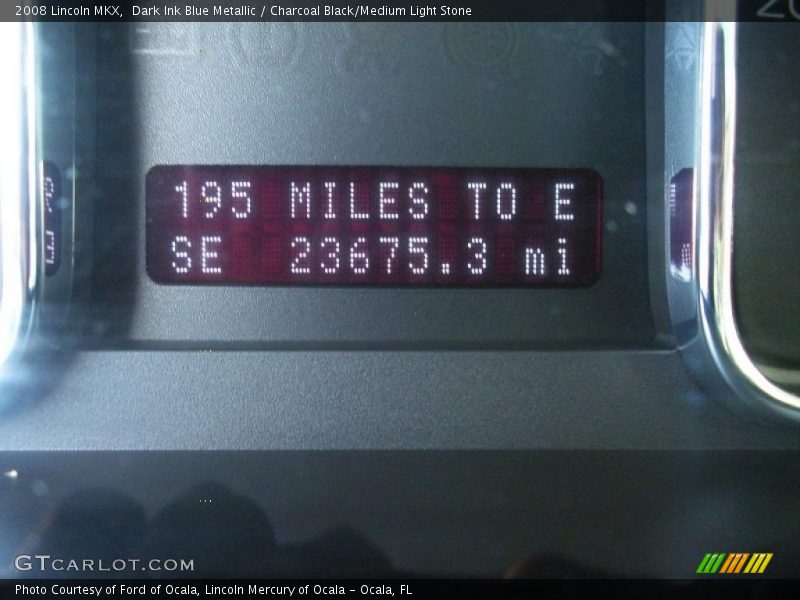 2008 Lincoln MKX, Dark Ink Blue Metallic / Charcoal Black/Medium Light Stone
20
195 MILES TO E
SE 23675.3 mi
GTCARLOT.COM
Photo Courtesy of Ford of Ocala, Lincoln Mercury of Ocala - Ocala, FL